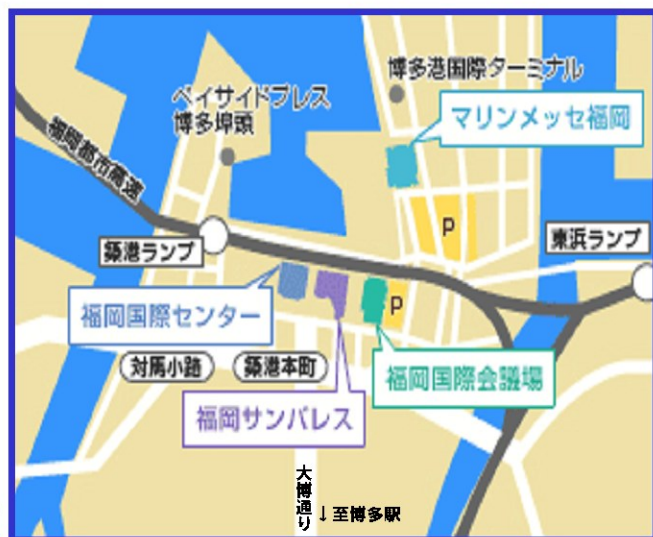 博多港国際ターミナル
ベイサイドプレス
博多埠頭
マリンメッセ福岡
福岡都市高速
P
築港ランプ
東浜ランプ
福岡国際センター
P
対馬小路
築港本町
福岡国際会議場
福岡サンパレス
大博通り
↓至博多駅